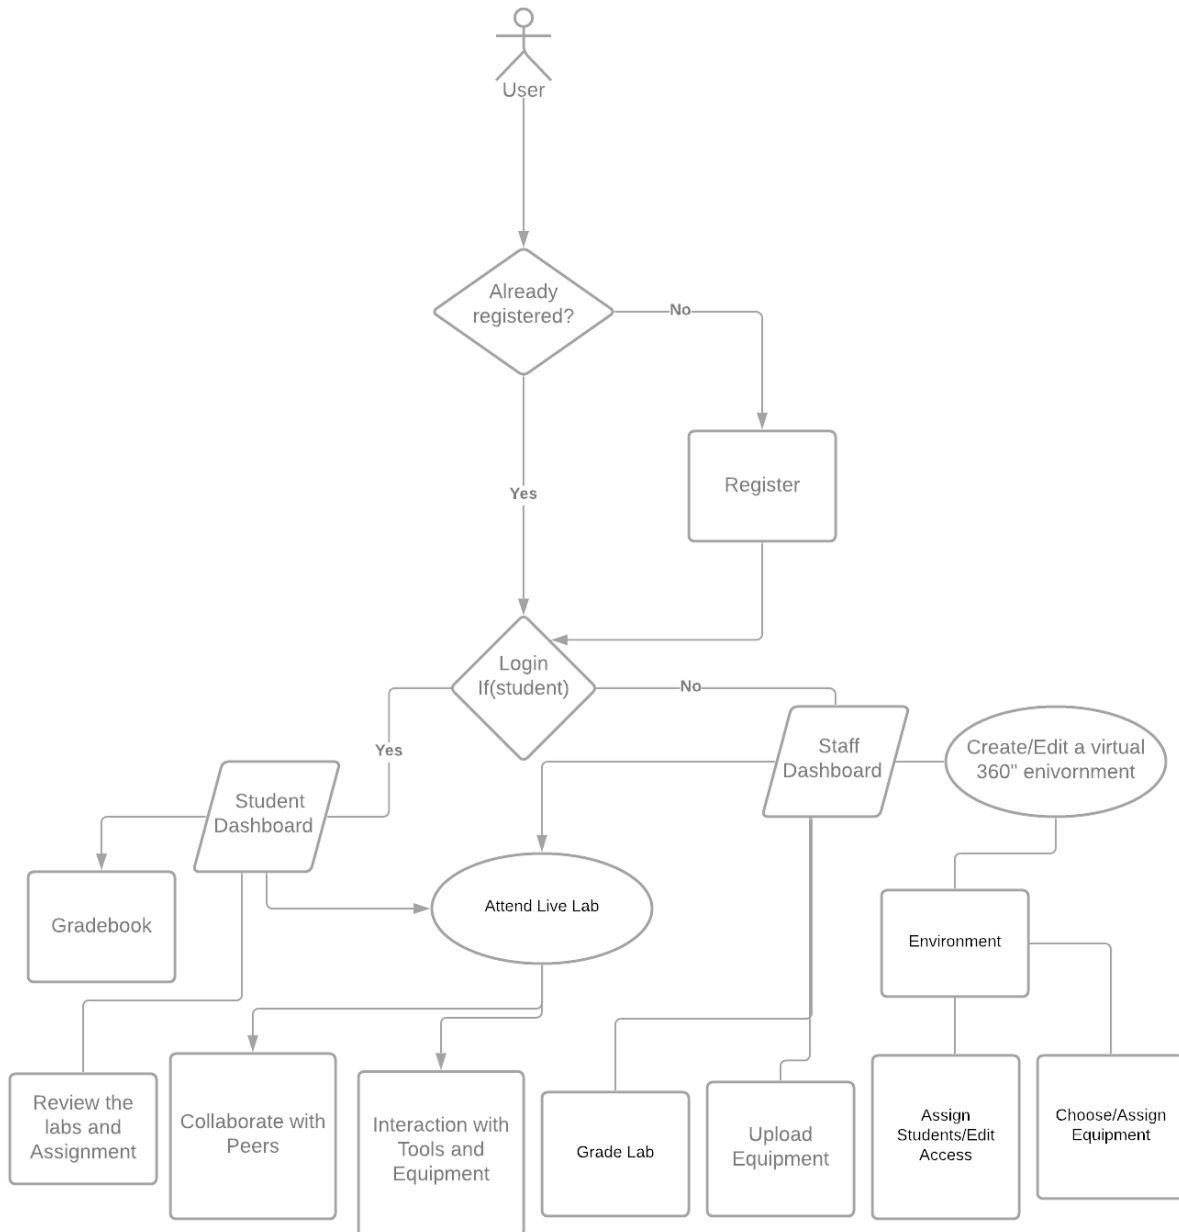 User
Already
registered?
No
Register
Yes
Login
If(student)
No
Yes
Staff
Dashboard
Create/Edit a virtual
360" enivornment
Student
Dashboard
Gradebook
Attend Live Lab
Environment
Review the
labs and
Assignment
Collaborate with
Peers
Interaction with
Tools and
Equipment
Grade Lab
Upload
Equipment
Assign
Students/Edit
Access
Choose/Assign
Equipment